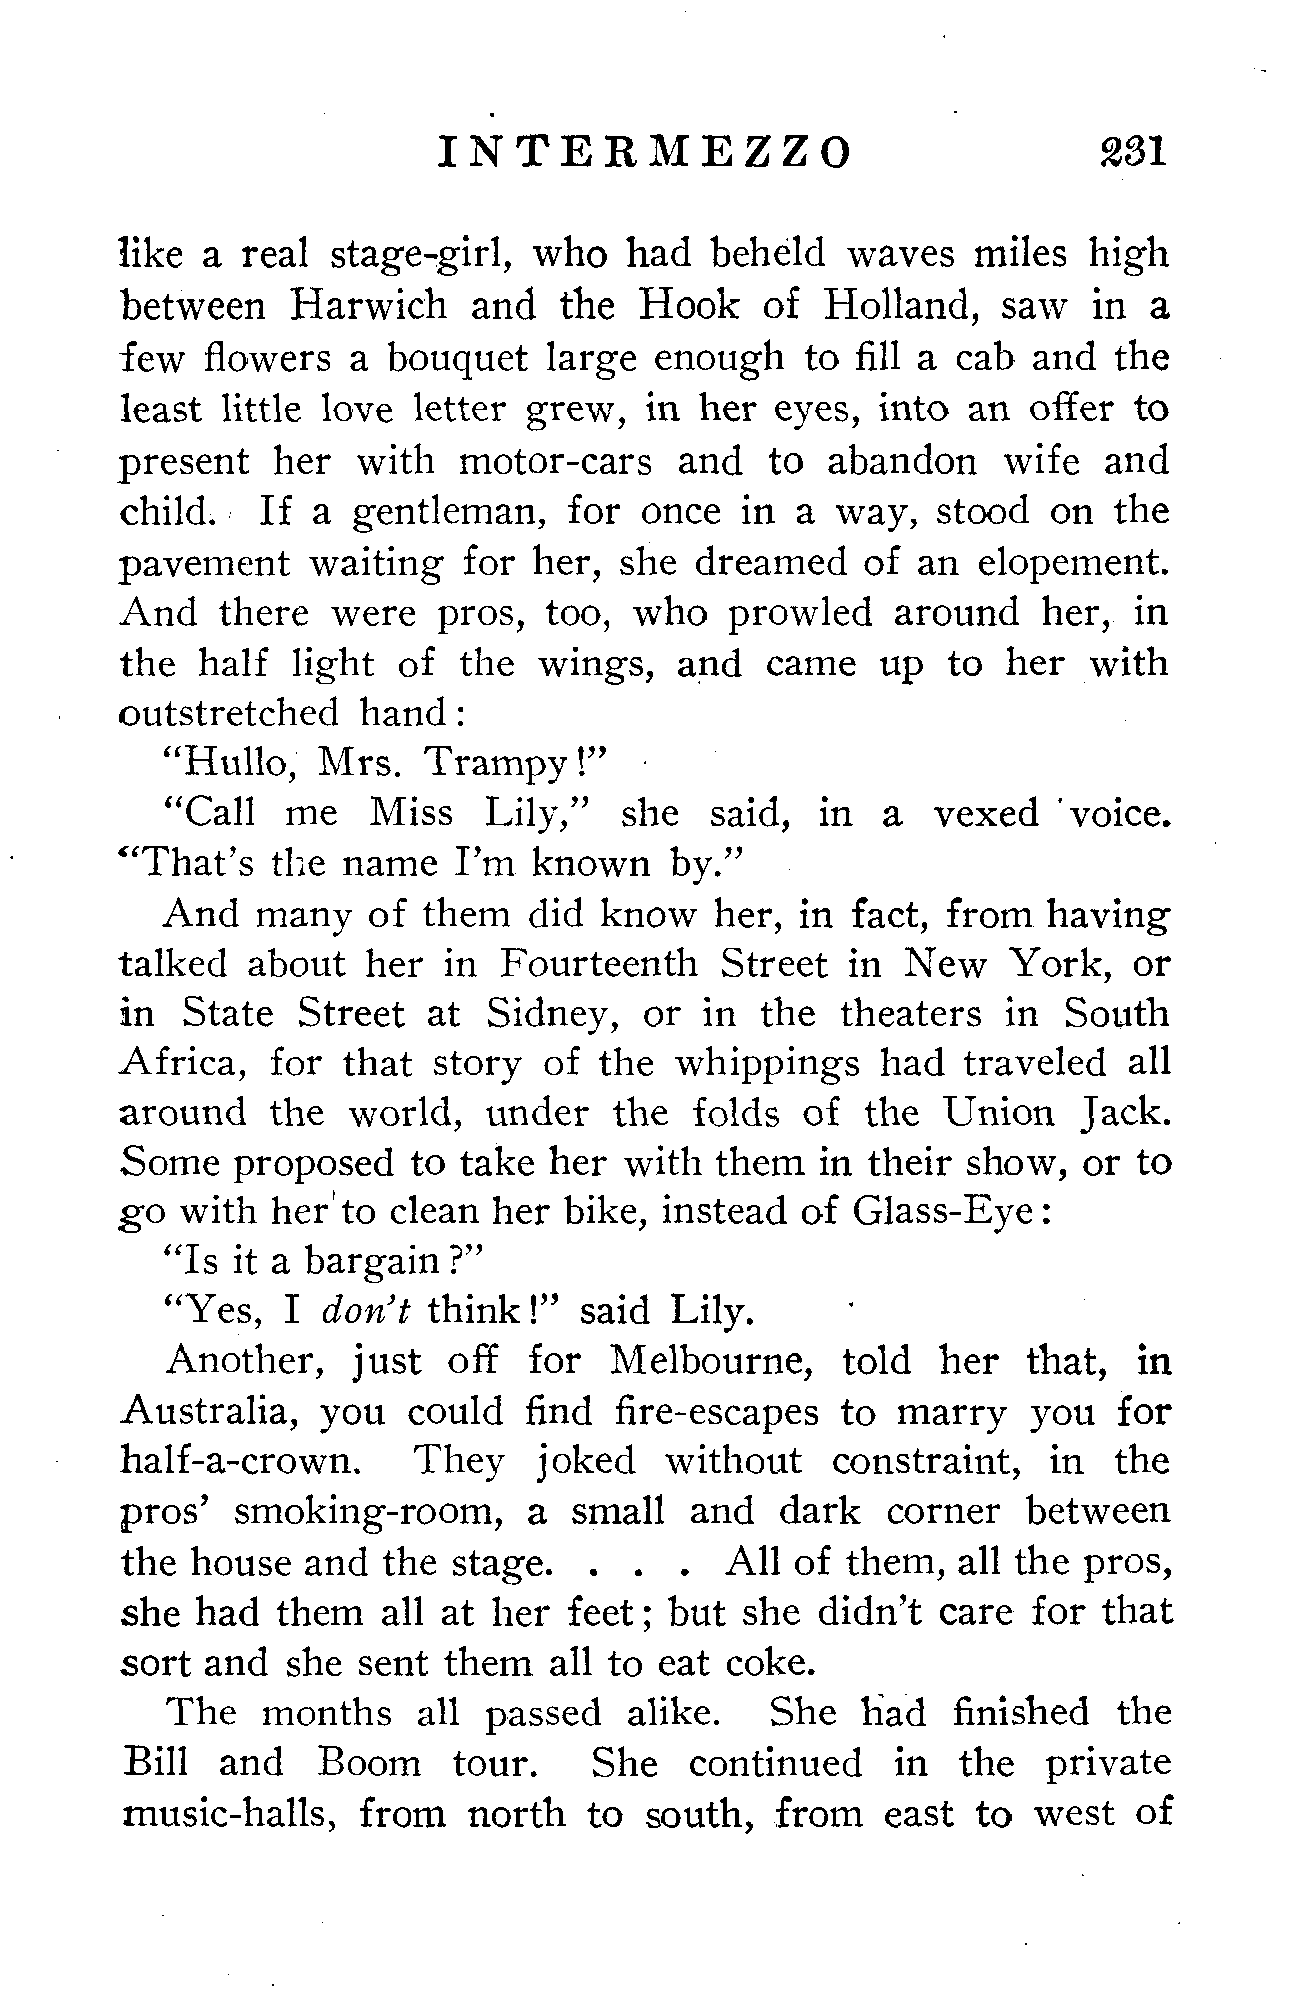 INTERMEZZO 231
like a real stage-girl, who had beheld waves miles high
between Harwich and the Hook of Holland, saw in a
few flowers a bouquet large enough to fill a cab and the
least little love letter grew, in her eyes, into an offer to
present her with motor-cars and to abandon wife and
child. If a gentleman, for once in a way, stood on the
pavement waiting for her, she dreamed of an elopement.
And there were pros, too, who prowled around her, in
the half light of the wings, and came up to her with
outstretched hand:
“Hullo, Mrs. Trampy!”
“Call me Miss Lily,” she said, in a vexed voice.
“That’s the name I’m known by.”
And many of them did know her, in fact, from having
talked about her in Fourteenth Street in New York, or
in State Street at Sidney, or in the theaters in South
Africa, for that story of the whippings had traveled all
around the world, under the folds of the Union Jack.
Some proposed to take her with them in their show, or to
go with her to clean her bike, instead of Glass-Eye:
“Is it a bargain?”
“Yes, I don’t think!” said Lily.
Another, just off for Melbourne, told her that, in
Australia, you could find fire-escapes to marry you for
half-a-crown. They joked without constraint, in the
pros’ smoking-room, a small and dark corner between
the house and the stage. . . . All of them, all the pros,
she had them all at her feet; but she didn’t care for that
sort and she sent them all to eat coke.
The months all passed alike. She had finished the
Bill and Boom tour. She continued in the private
music-halls, from north to south, from east to west of